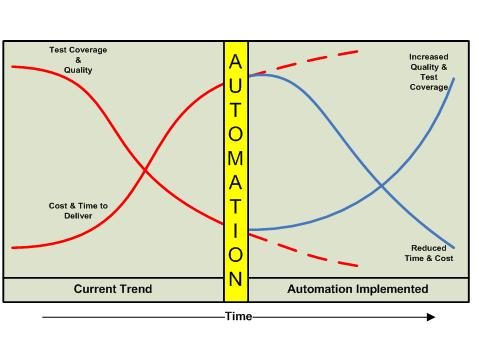 Test Coverage
&
Quality
Cost & Time to
Deliver
AUTOMATION
Increased
Quality &
Test
Coverage
Reduced
Time & Cost
Current Trend
Automation Implemented
Time